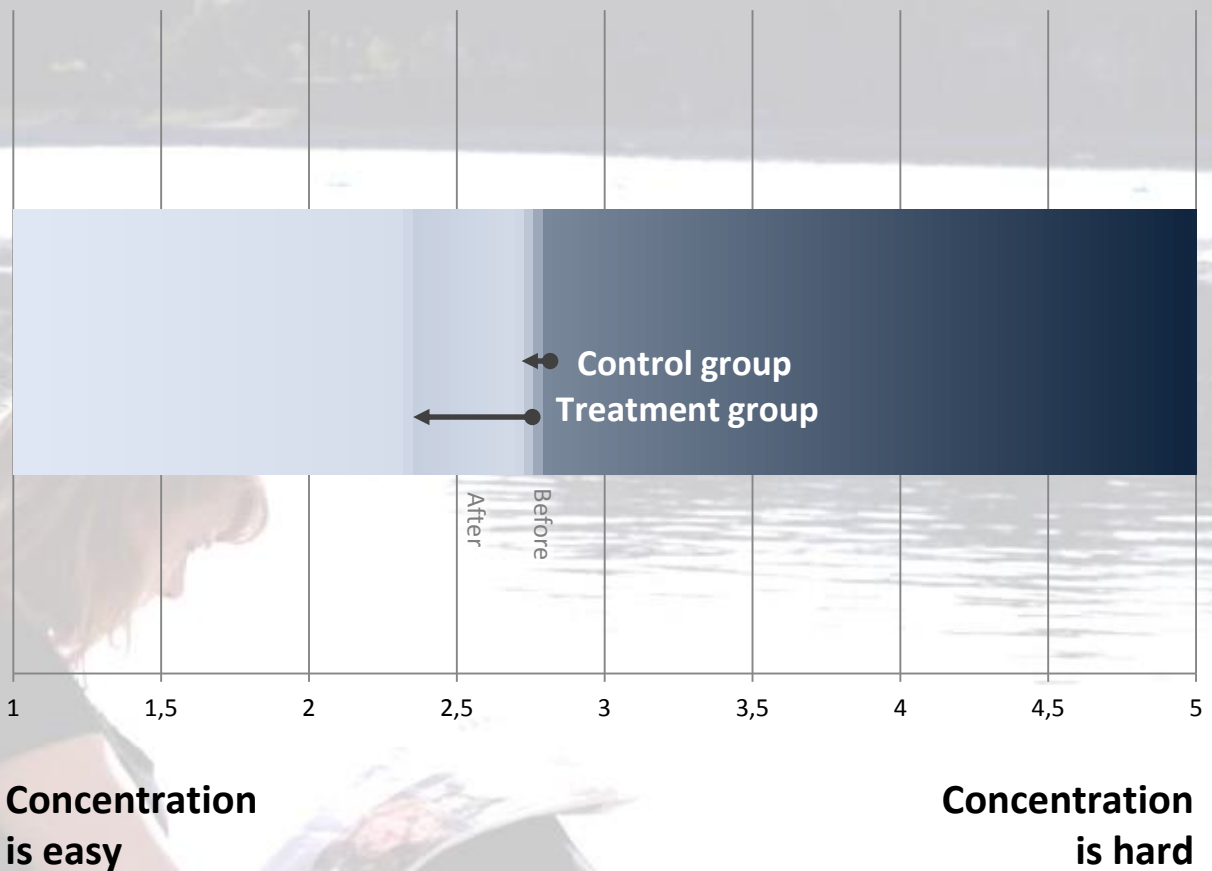 Control group
Treatment group
After
Before
1
1,5
2
2,5
3
3,5
4
4,5
5
Concentration
is easy
Concentration
is hard